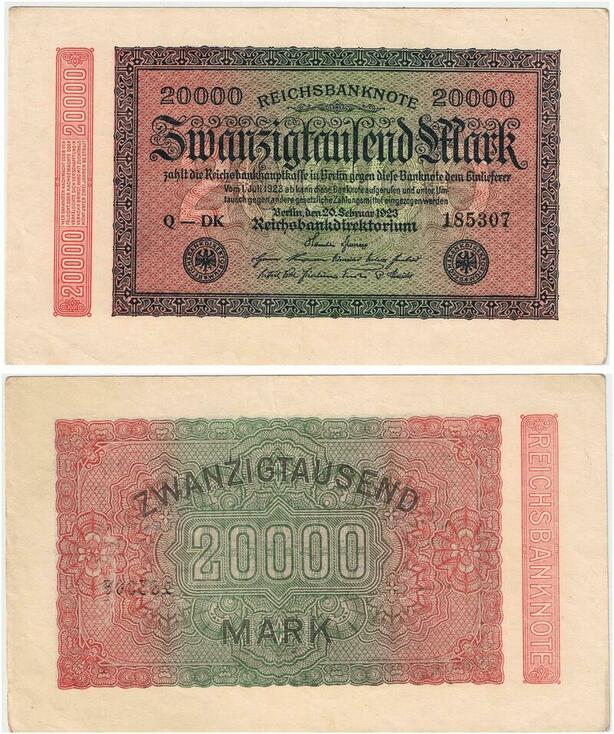 20000
20000
20000 REICHSBANKNOTE 20000
Zwanzigtausend Mark
zahlt die Reichsbankhauptkasse in Berlin gegen diese Banknote dem Einlieferer
Vom 1. Juli 1923 ab kann diese Banknote aufgerufen und unter Um-
tausch gegen andere gesetzliche Zahlungsmittel eingezogen werden
Berlin, den 20. Februar 1923
Q — DK Reichsbankdirektorium 185307
ZWANZIGTAUSEND
20000
MARK
REICHSBANKNOTE